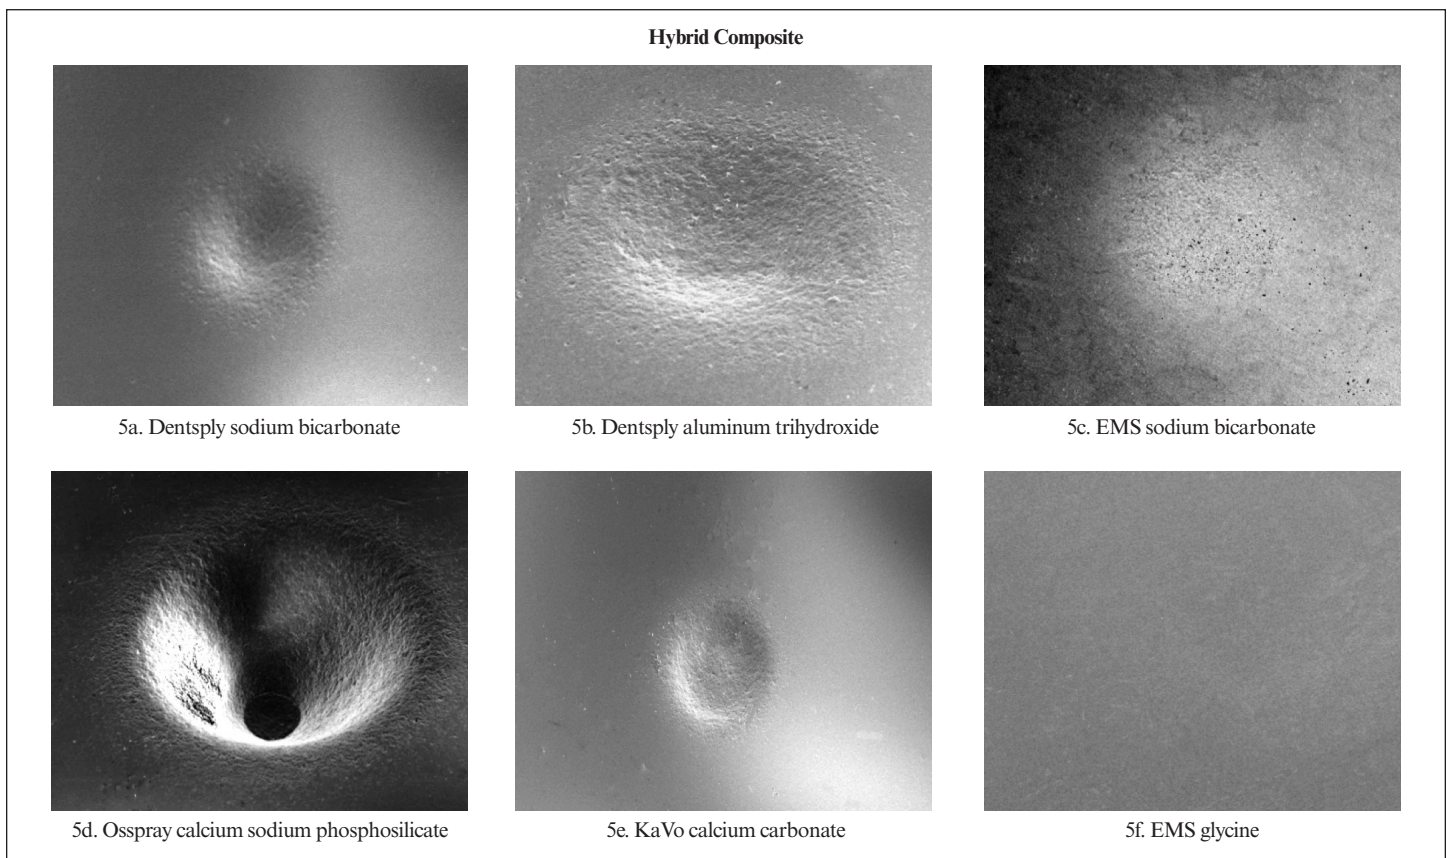 Hybrid Composite
5a. Dentsply sodium bicarbonate
5b. Dentsply aluminum trihydroxide
5c. EMS sodium bicarbonate
5d. Osspray calcium sodium phosphosilicate
5e. KaVo calcium carbonate
5f. EMS glycine